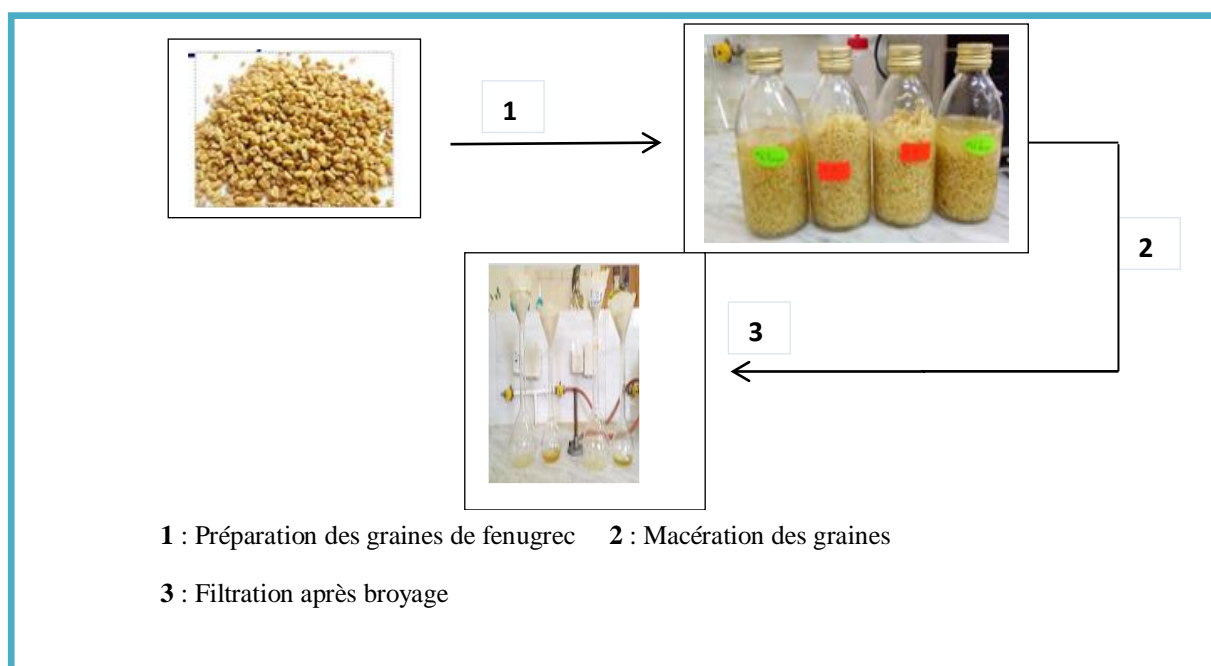 1
2
3
1 : Préparation des graines de fenugrec 2 : Macération des graines
3 : Filtration après broyage